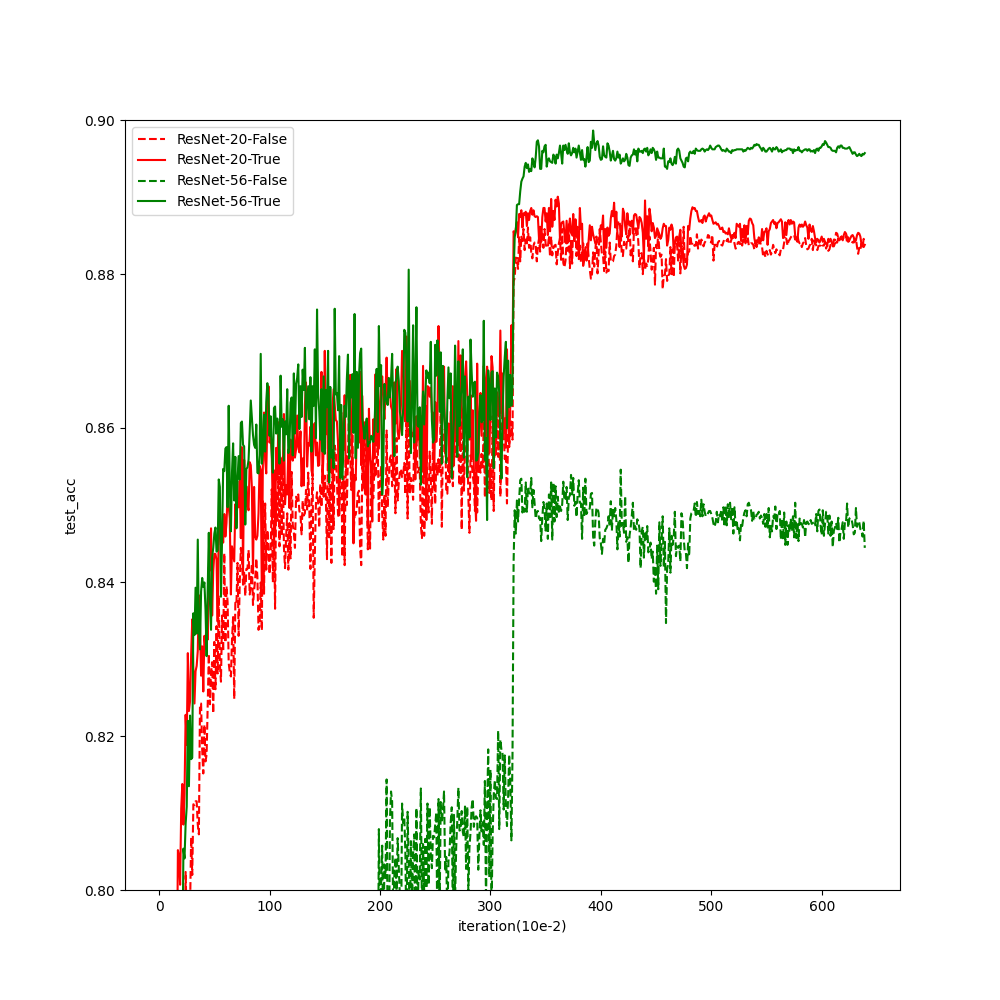 ResNet-20-False
ResNet-20-True
ResNet-56-False
ResNet-56-True
0.90
0.88
0.86
0.84
0.82
0.80
test_acc
0 100 200 300 400 500 600
iteration(10e-2)